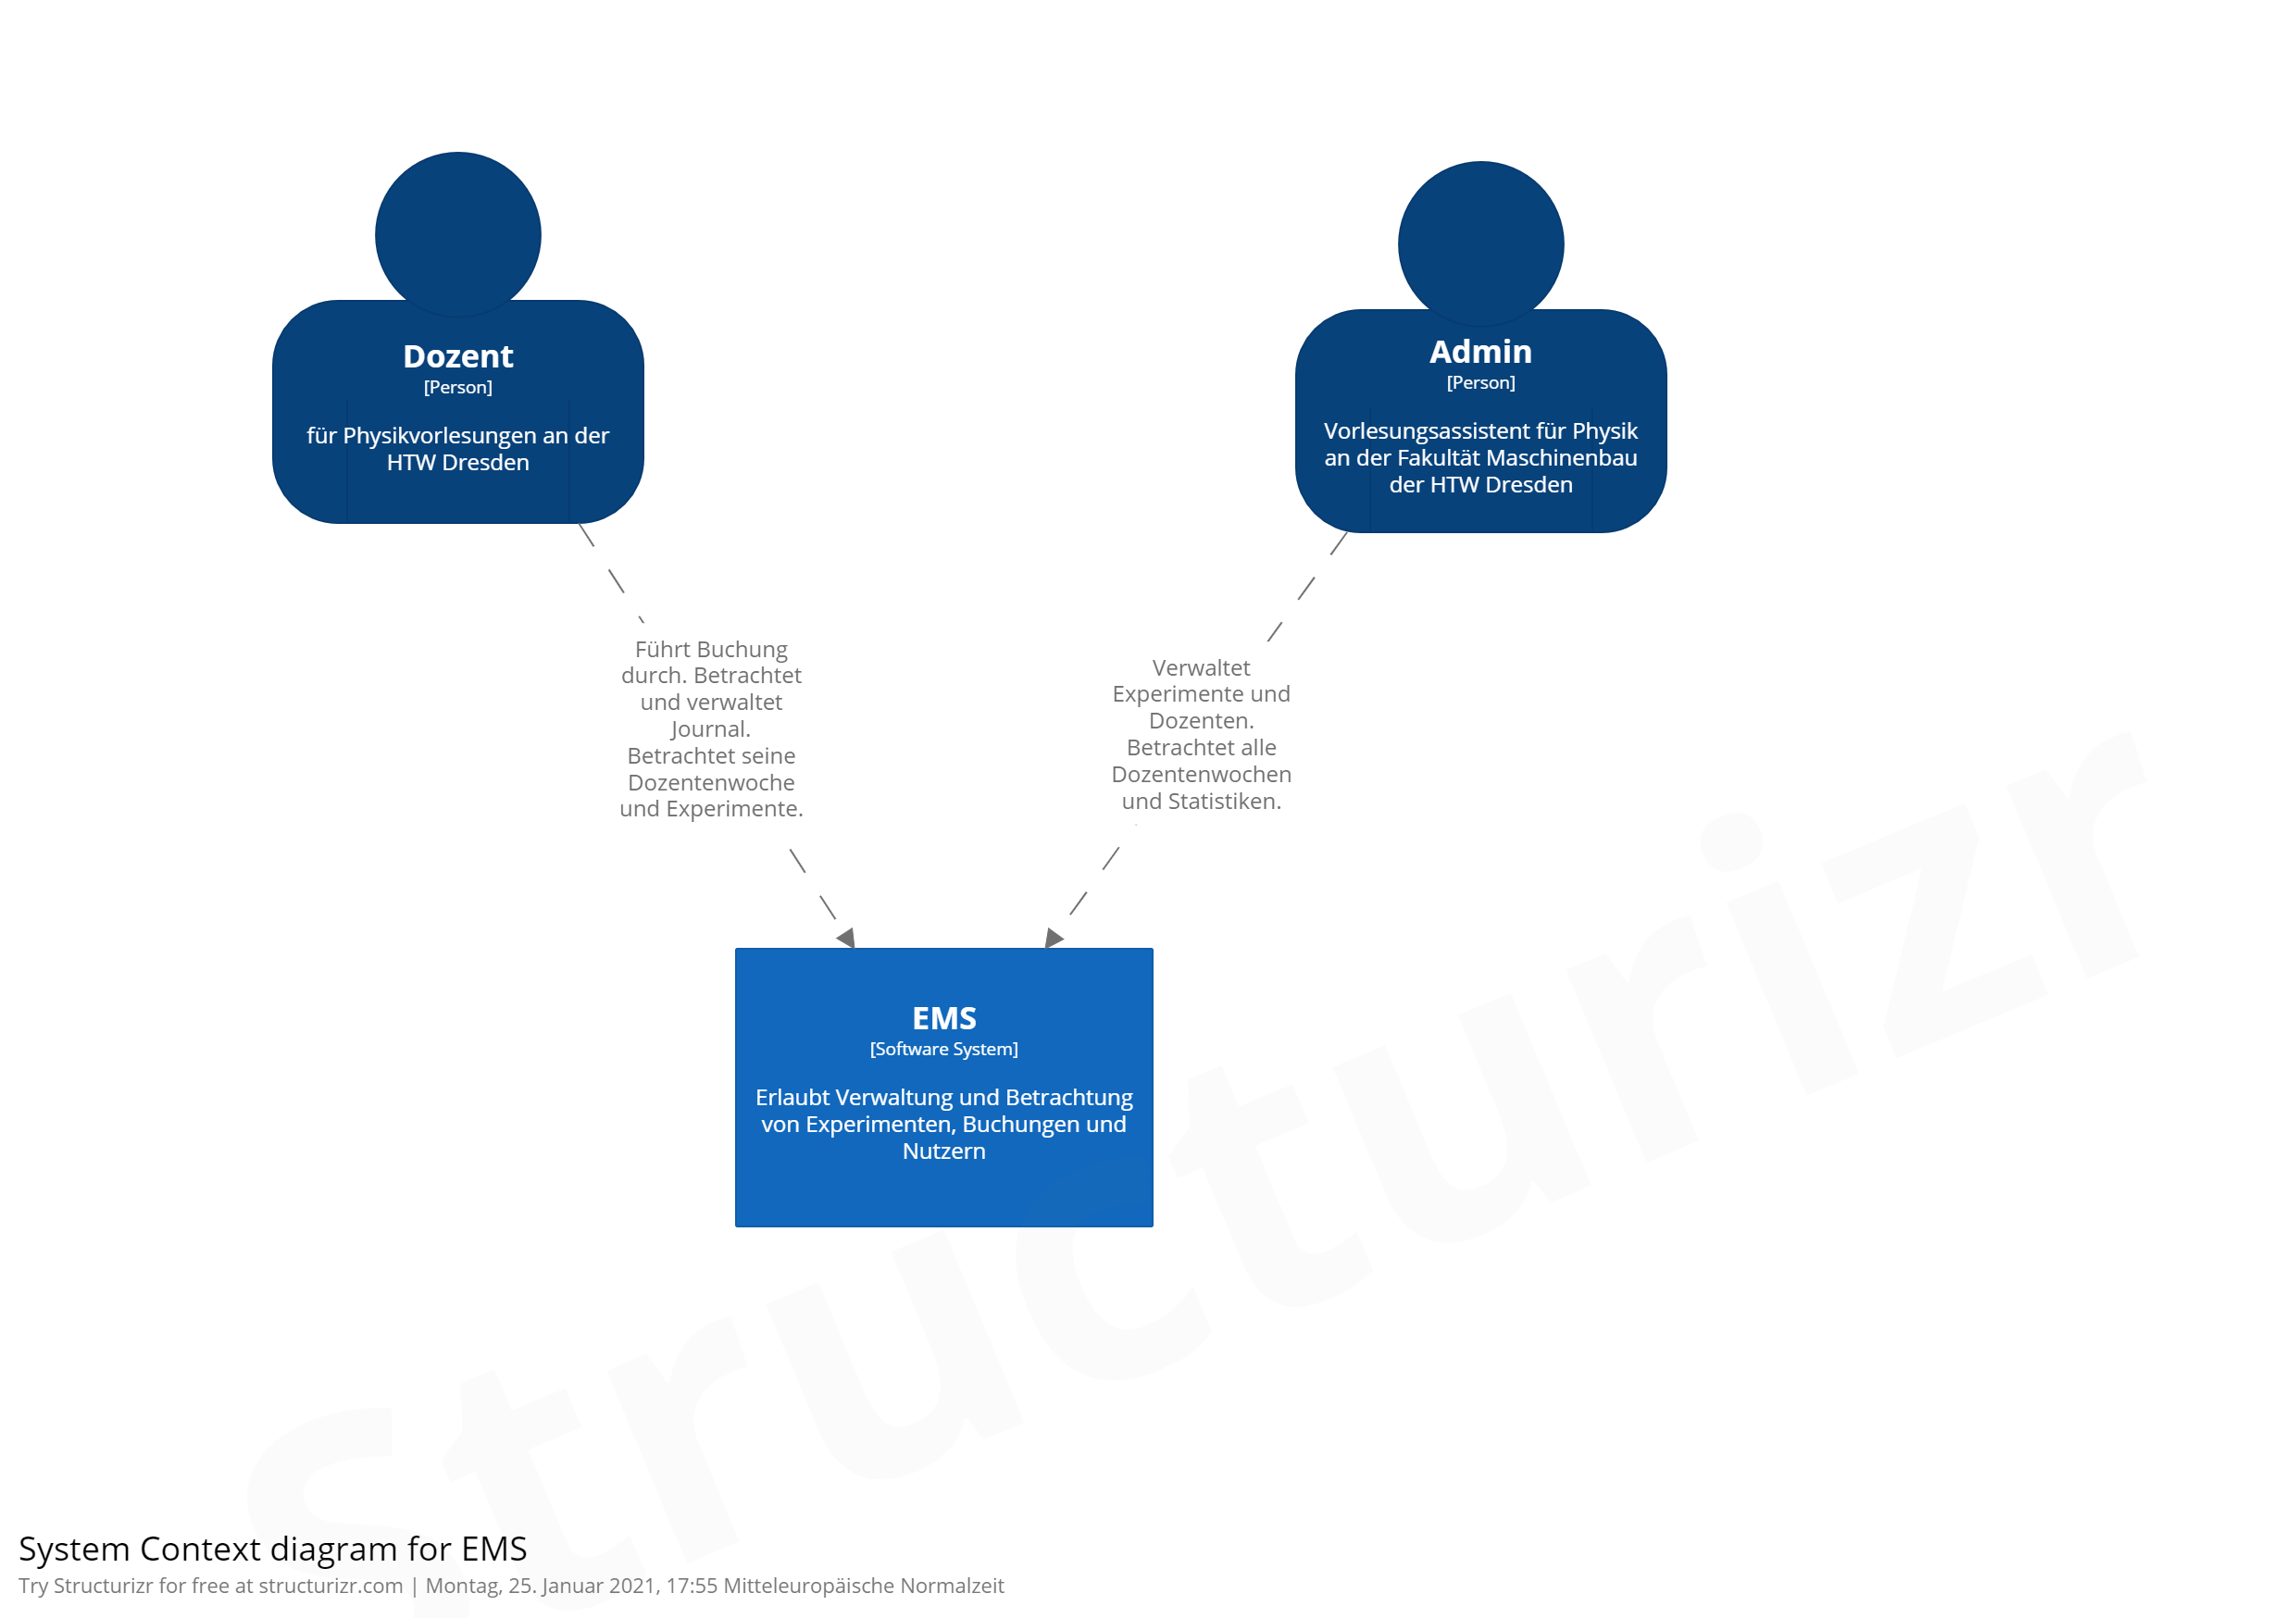 Dozent
[Person]
für Physikvorlesungen an der
HTW Dresden
Admin
[Person]
Vorlesungsassistent für Physik
an der Fakultät Maschinenbau
der HTW Dresden
Führt Buchung
durch. Betrachtet
und verwaltet
Journal.
Betrachtet seine
Dozentenwoche
und Experimente.
Verwaltet
Experimente und
Dozenten.
Betrachtet alle
Dozentenwochen
und Statistiken.
EMS
[Software System]
Erlaubt Verwaltung und Betrachtung
von Experimenten, Buchungen und
Nutzern
Structurizr
System Context diagram for EMS
Try Structurizr for free at structurizr.com | Montag, 25. Januar 2021, 17:55 Mitteleuropäische Normalzeit